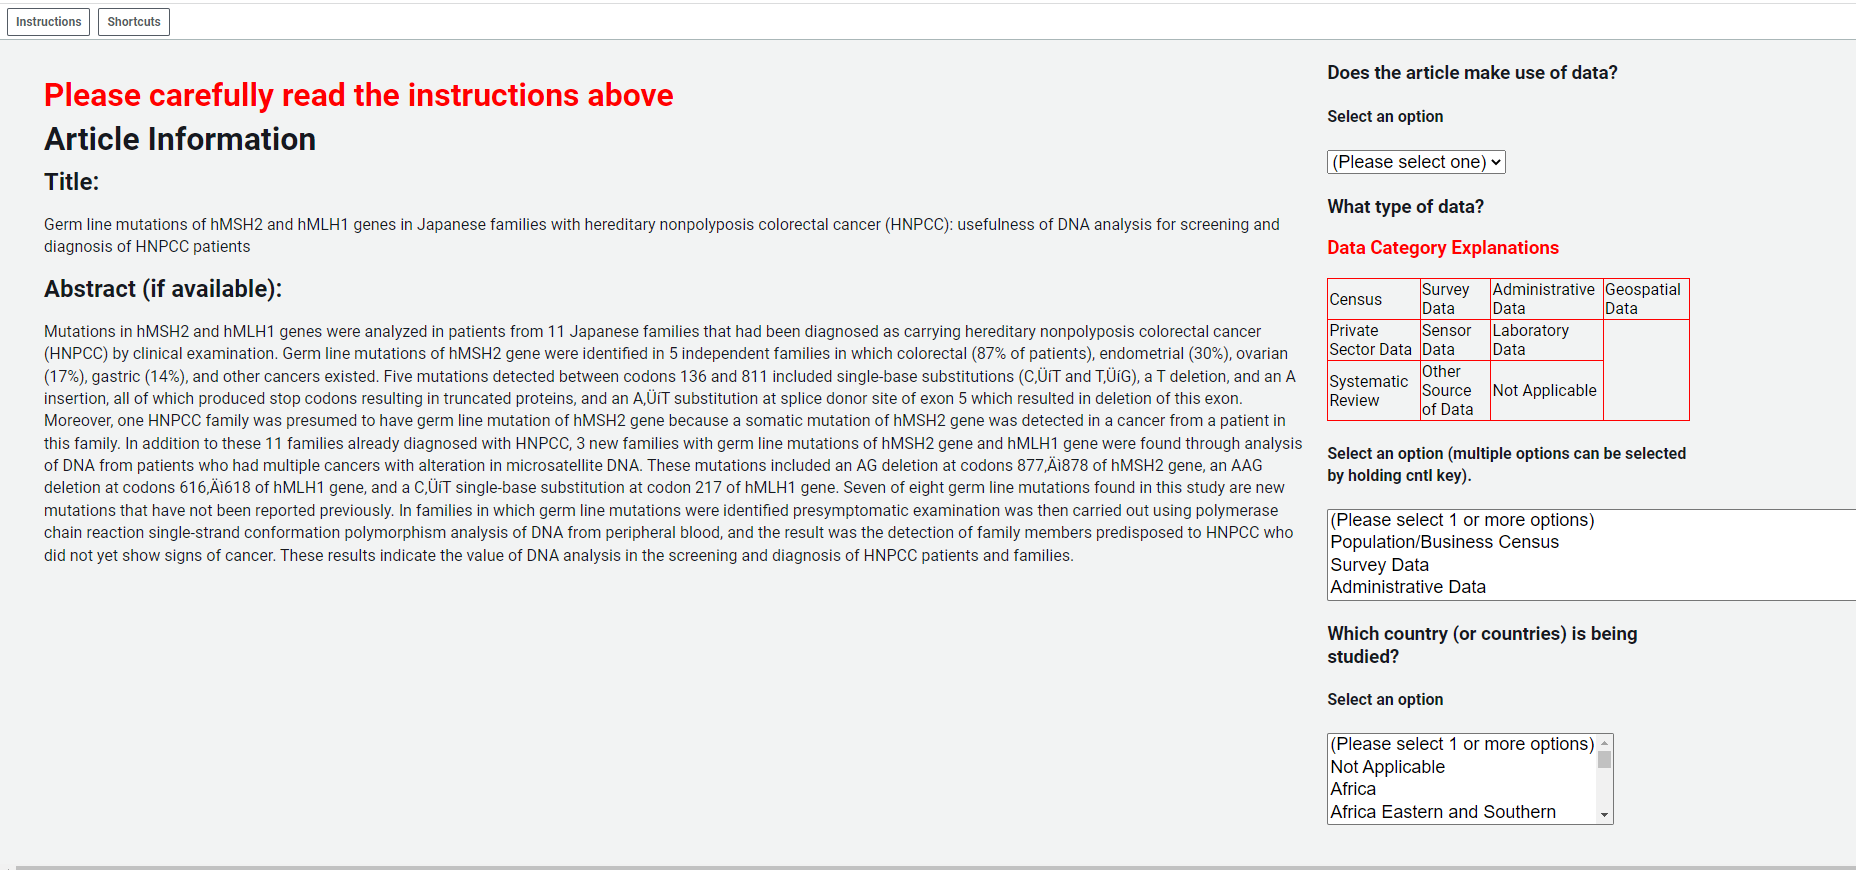 Instructions
Shortcuts
Please carefully read the instructions above
Article Information
Title:
Germ line mutations of hMSH2 and hMLH1 genes in Japanese families with hereditary nonpolyposis colorectal cancer (HNPCC): usefulness of DNA analysis for screening and
diagnosis of HNPCC patients
Abstract (if available):
Mutations in hMSH2 and hMLH1 genes were analyzed in patients from 11 Japanese families that had been diagnosed as carrying hereditary nonpolyposis colorectal cancer
(HNPCC) by clinical examination. Germ line mutations of hMSH2 gene were identified in 5 independent families in which colorectal (87% of patients), endometrial (30%), ovarian
(17%), gastric (14%), and other cancers existed. Five mutations detected between codons 136 and 811 included single-base substitutions (C‚ÜíT and T‚ÜíG), a T deletion, and an A
insertion, all of which produced stop codons resulting in truncated proteins, and an A‚ÜíT substitution at splice donor site of exon 5 which resulted in deletion of this exon.
Moreover, one HNPCC family was presumed to have germ line mutation of hMSH2 gene because a somatic mutation of hMSH2 gene was detected in a cancer from a patient in
this family. In addition to these 11 families already diagnosed with HNPCC, 3 new families with germ line mutations of hMSH2 gene and hMLH1 gene were found through analysis
of DNA from patients who had multiple cancers with alteration in microsatellite DNA. These mutations included an AG deletion at codons 877‚Äì878 of hMSH2 gene, an AAG
deletion at codons 616‚Äì618 of hMLH1 gene, and a C‚ÜíT single-base substitution at codon 217 of hMLH1 gene. Seven of eight germ line mutations found in this study are new
mutations that have not been reported previously. In families in which germ line mutations were identified presymptomatic examination was then carried out using polymerase
chain reaction single-strand conformation polymorphism analysis of DNA from peripheral blood, and the result was the detection of family members predisposed to HNPCC who
did not yet show signs of cancer. These results indicate the value of DNA analysis in the screening and diagnosis of HNPCC patients and families.
Does the article make use of data?
Select an option
(Please select one)
What type of data?
Data Category Explanations
Census
Survey
Data
Administrative
Data
Geospatial
Data
Private
Sector Data
Sensor
Data
Laboratory
Data
Systematic
Review
Other
Source
of Data
Not Applicable
Select an option (multiple options can be selected
by holding cntl key).
(Please select 1 or more options)
Population/Business Census
Survey Data
Administrative Data
Which country (or countries) is being
studied?
Select an option
(Please select 1 or more options)
Not Applicable
Africa
Africa Eastern and Southern